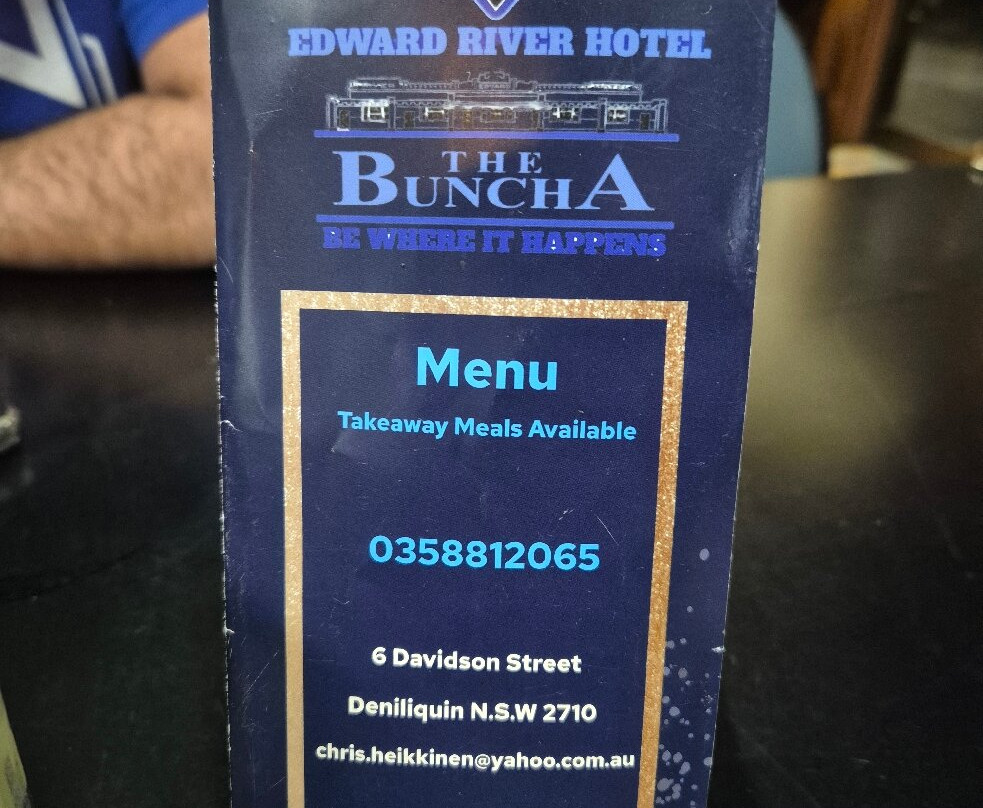 EDWARD RIVER HOTEL
THE
BUNCHA
BE WHERE IT HAPPENS
Menu
Takeaway Meals Available
0358812065
6 Davidson Street
Deniliquin N.S.W 2710
chris.heikkinen@yahoo.com.au